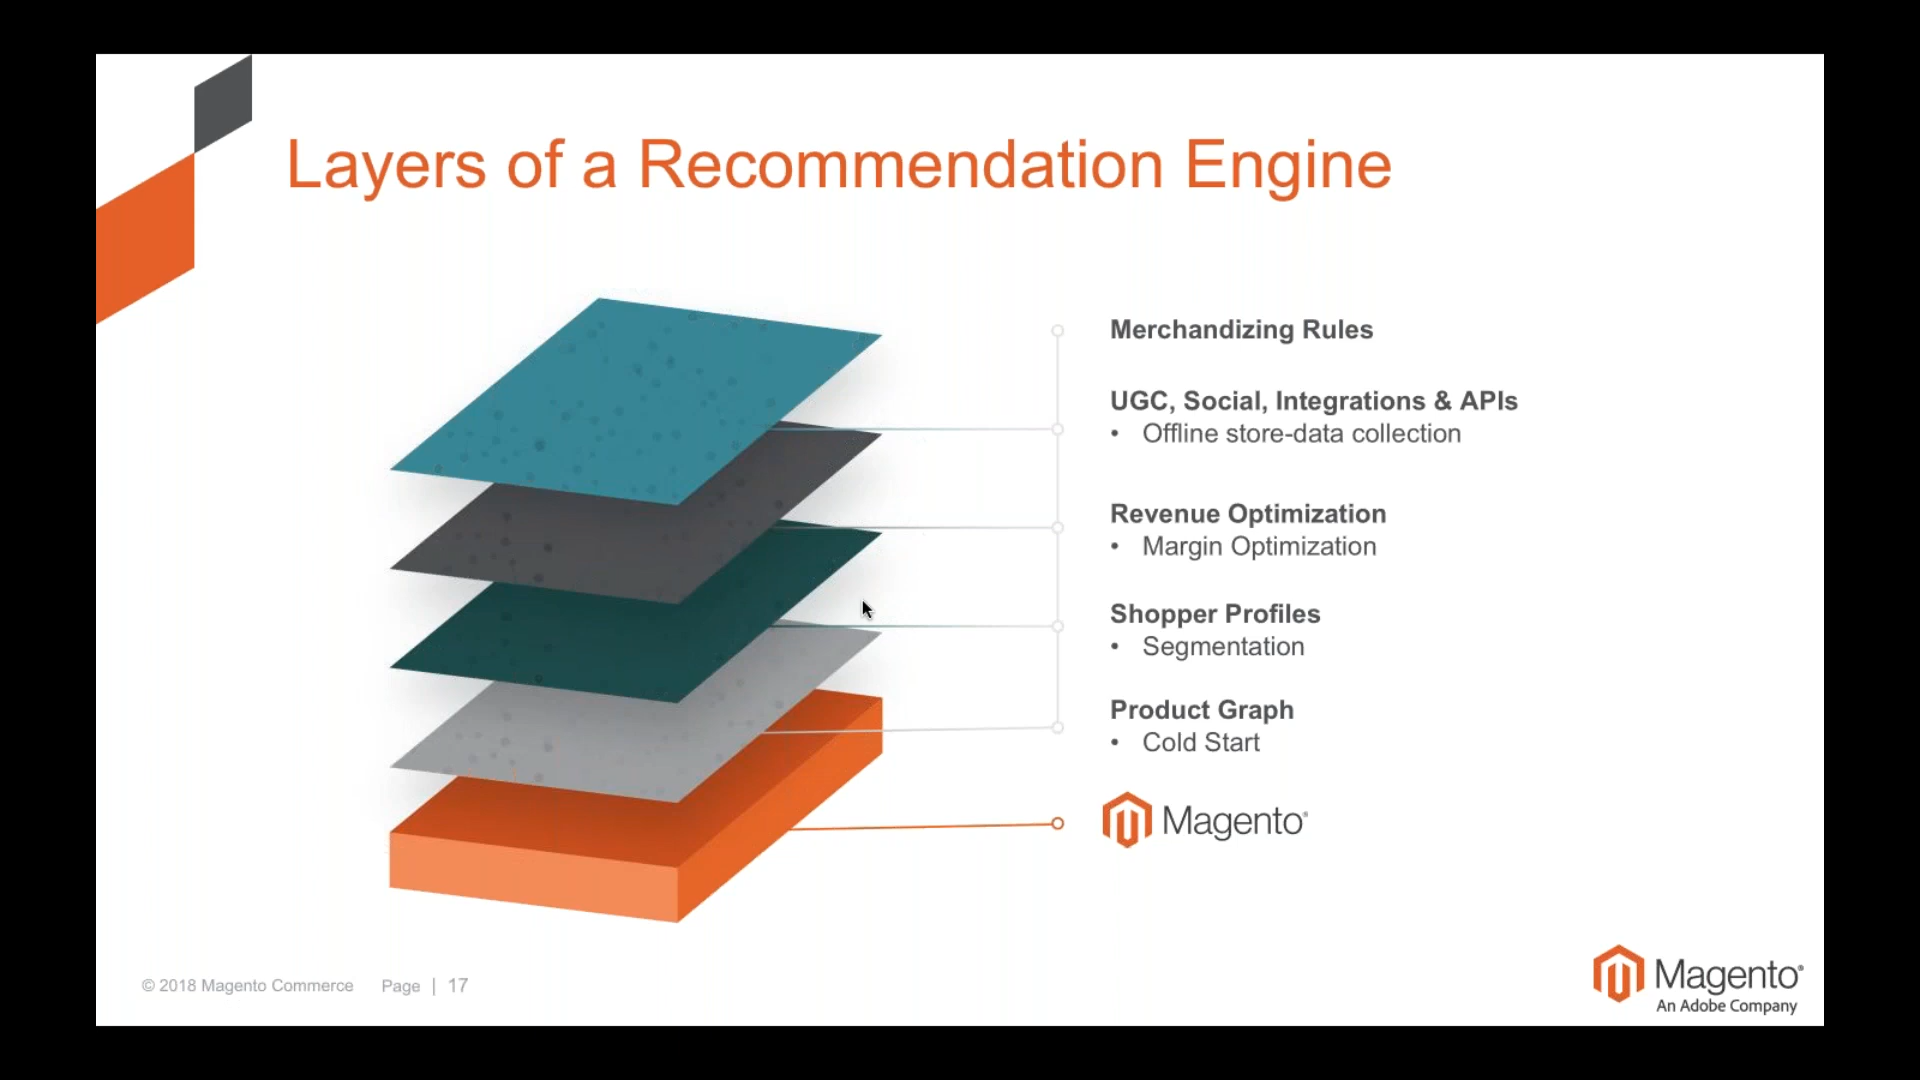 Layers of a Recommendation Engine
Merchandizing Rules
UGC, Social, Integrations & APIs
• Offline store-data collection
Revenue Optimization
• Margin Optimization
Shopper Profiles
• Segmentation
Product Graph
• Cold Start
Magento®
© 2018 Magento Commerce Page | 17
Magento®
An Adobe Company